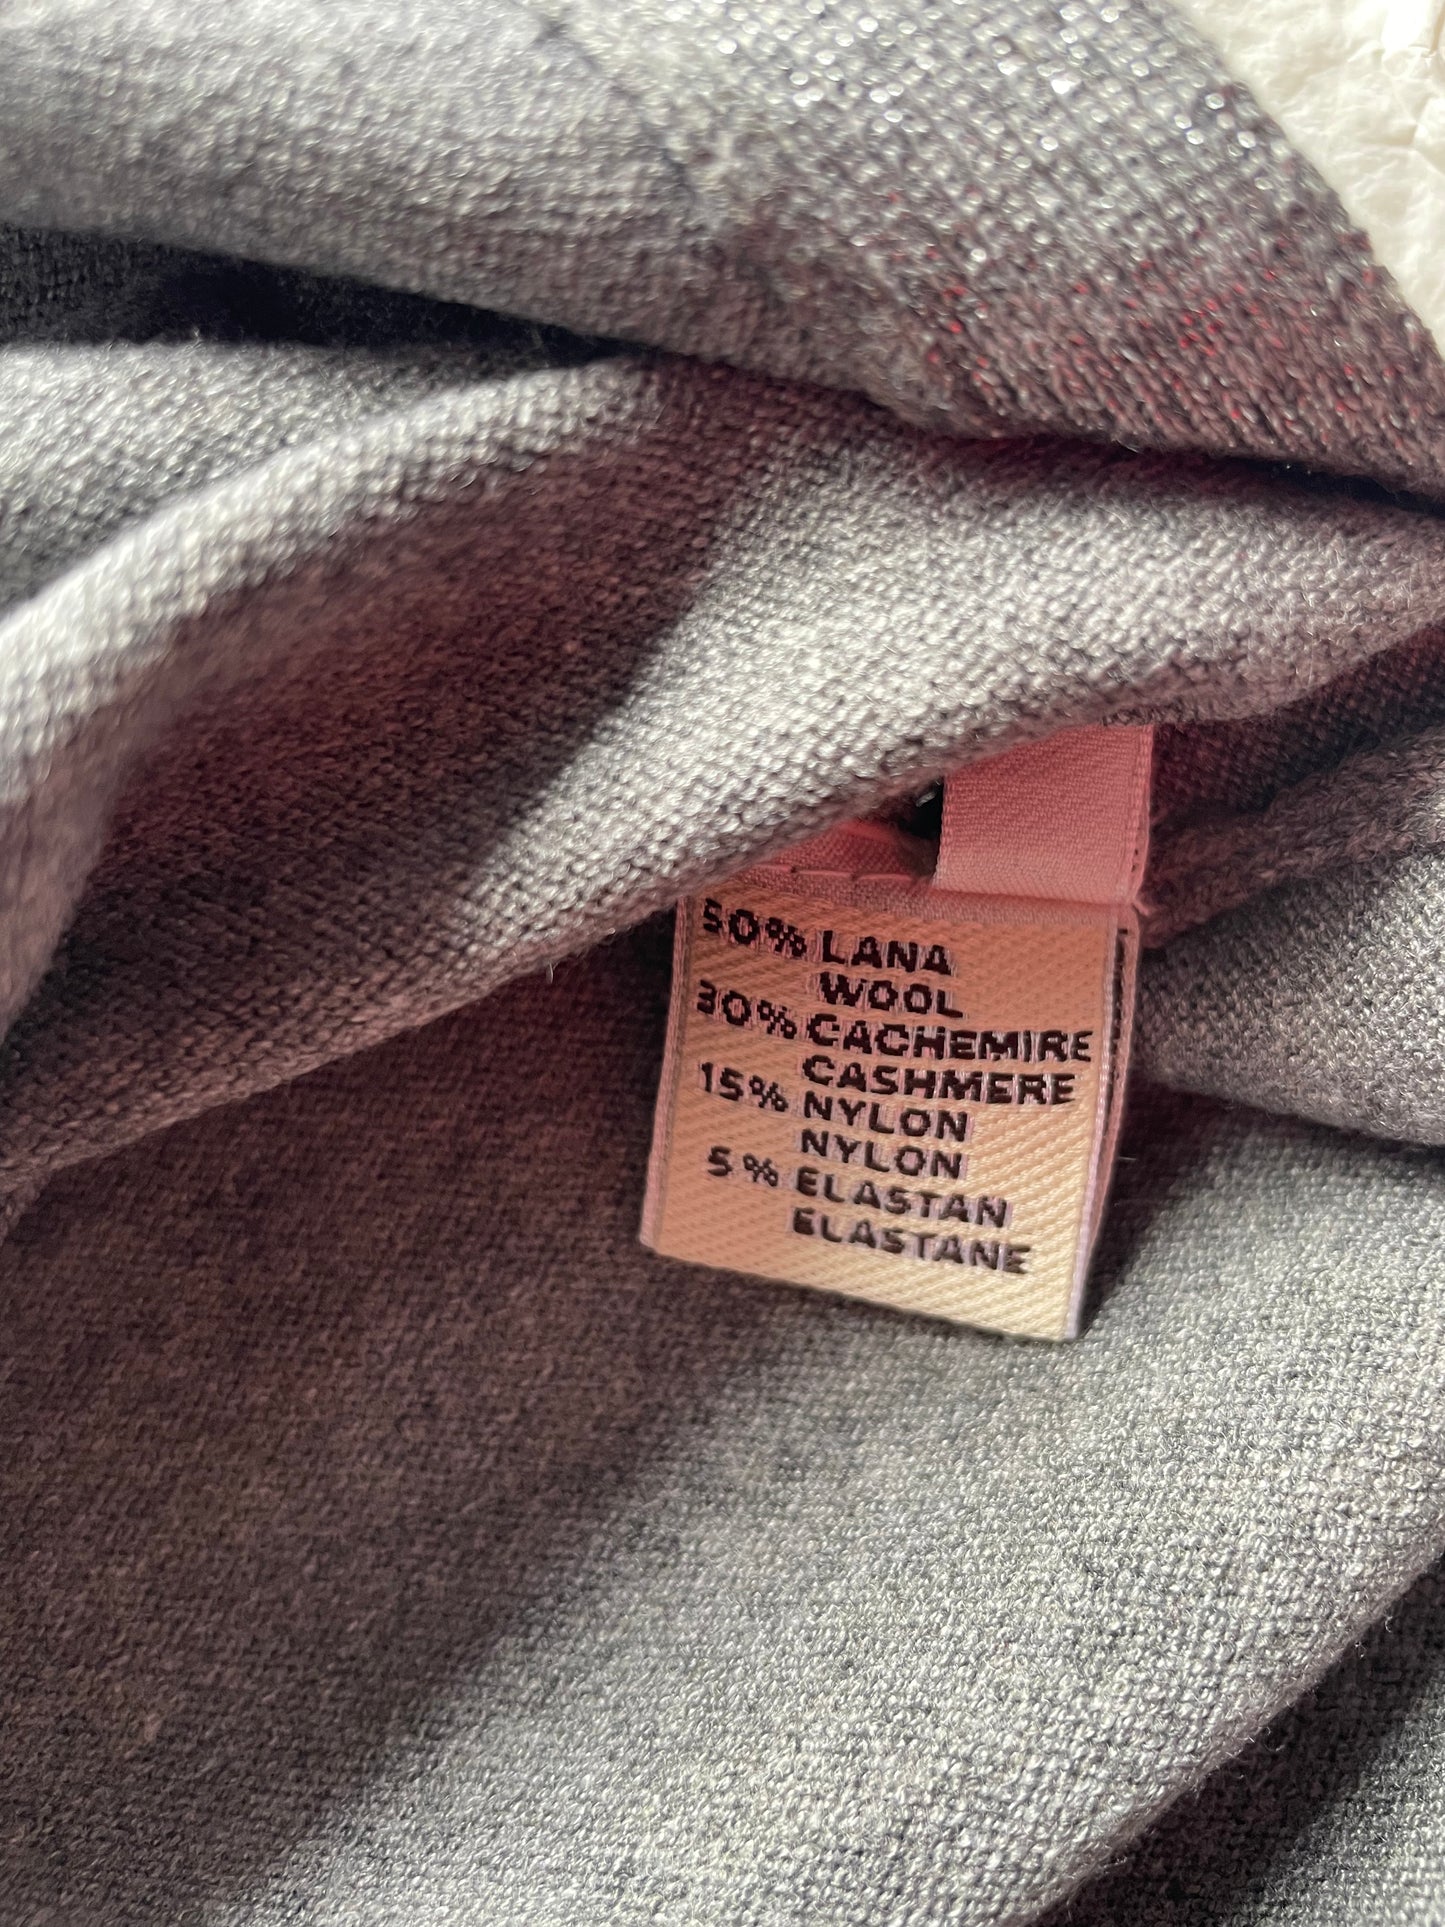 50% LANA
WOOL
30% CACHEMIRE
CASHMERE
15% NYLON
NYLON
5% ELASTAN
ELASTANE